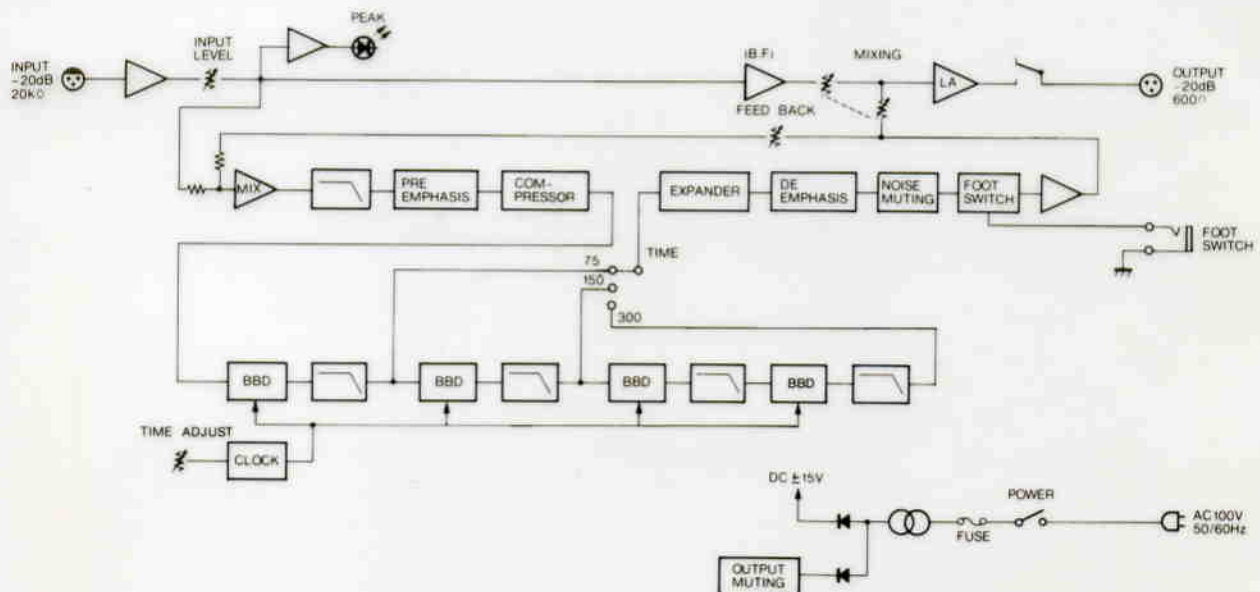 PEAK
INPUT
LEVEL
INPUT
-20dB
20KΩ
(B.F)
MIXING
LA
OUTPUT
-20dB
600Ω
FEED BACK
MIX
PRE
EMPHASIS
COM-
PRESSOR
EXPANDER
DE
EMPHASIS
NOISE
MUTING
FOOT
SWITCH
FOOT
SWITCH
TIME
75
150
300
BBD
BBD
BBD
BBD
TIME ADJUST
CLOCK
DC ±15V
POWER
FUSE
AC 100V
50/60Hz
OUTPUT
MUTING